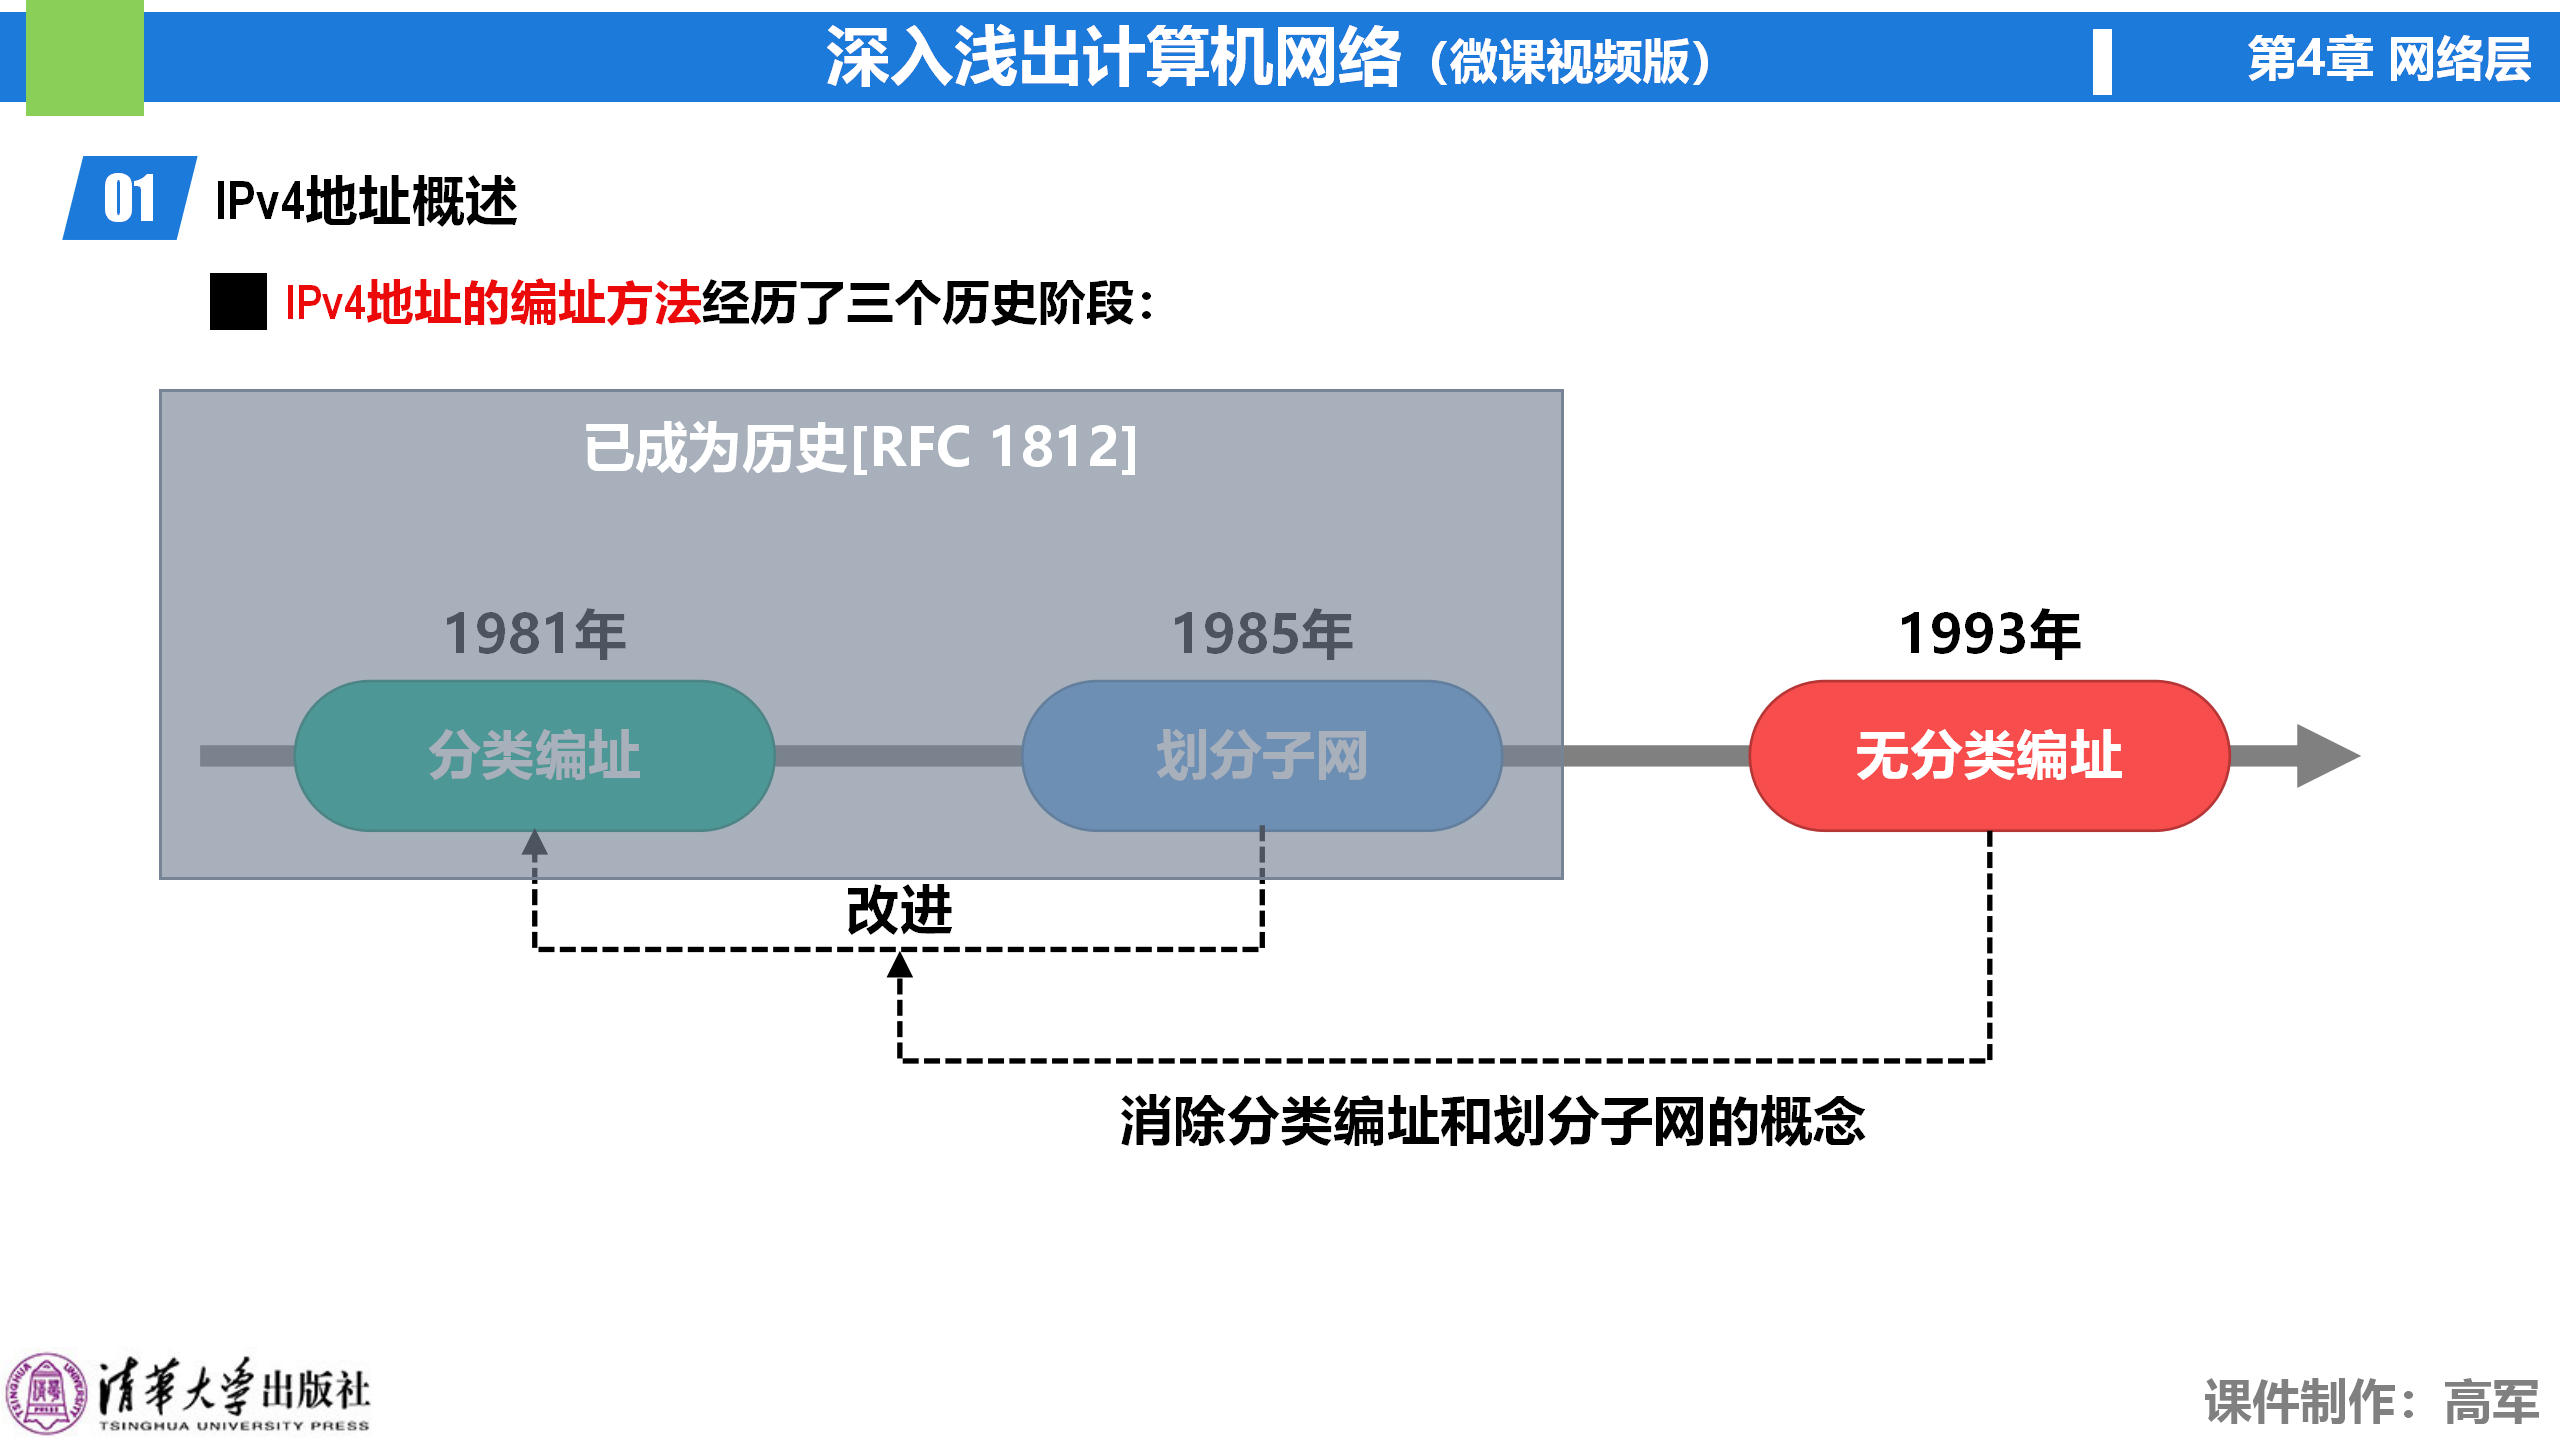 深入浅出计算机网络（微课视频版）
第4章 网络层
01
IPv4地址概述
IPv4地址的编址方法经历了三个历史阶段：
已成为历史[RFC 1812]
1981年
1985年
1993年
分类编址
划分子网
无分类编址
改进
消除分类编址和划分子网的概念
清华大学出版社
TSINGHUA UNIVERSITY PRESS
课件制作：高军